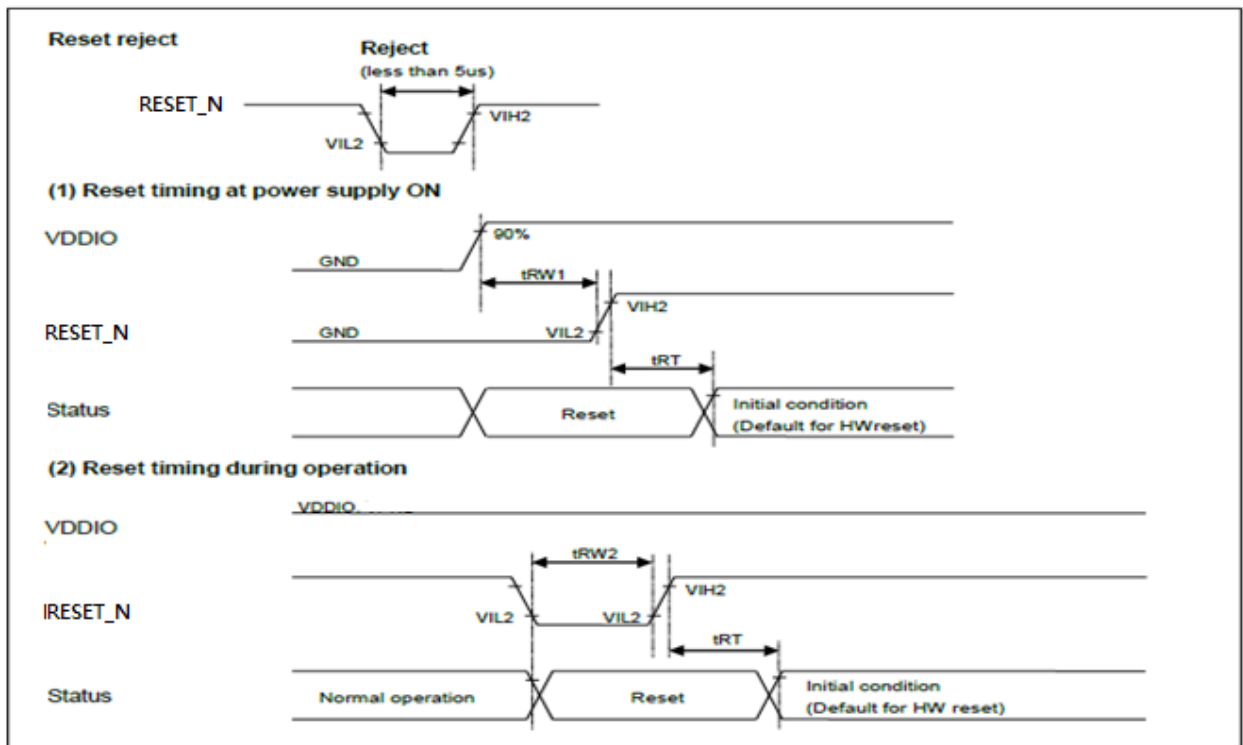 Reset reject
Reject
(less than 5us)
RESET_N
VIH2
VIL2
(1) Reset timing at power supply ON
VDDIO
90%
GND
tRW1
VIH2
RESET_N
GND
VIL2
tRT
Status
Reset
Initial condition
(Default for HWreset)
(2) Reset timing during operation
VDDIO.
VDDIO
tRW2
VIH2
RESET_N
VIL2
VIL2
tRT
Status
Normal operation
Reset
Initial condition
(Default for HW reset)